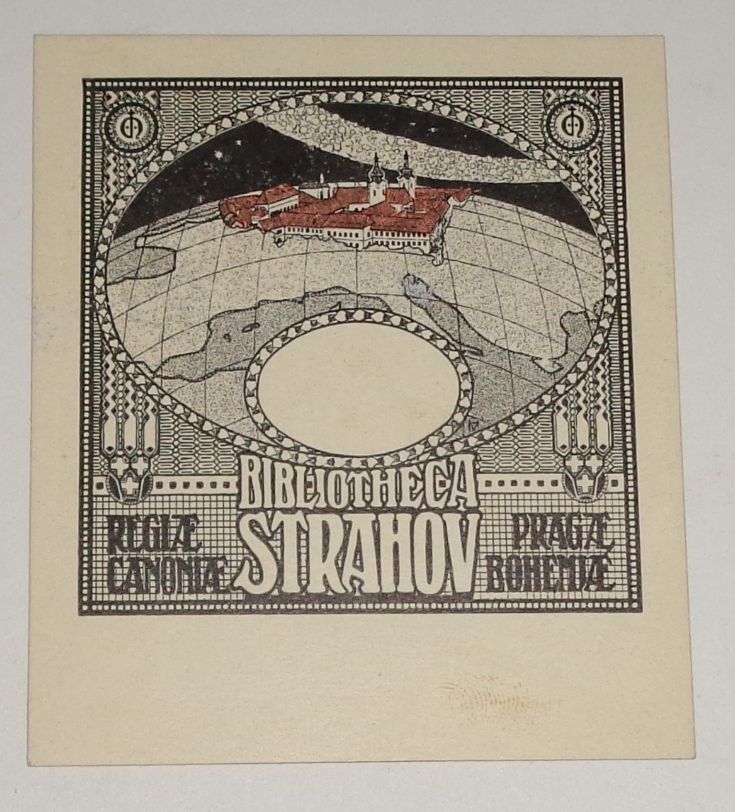 BIBLIOTHECA
STRAHOV
REGIÆ
CANONIÆ
PRAGÆ
BOHEMIÆ